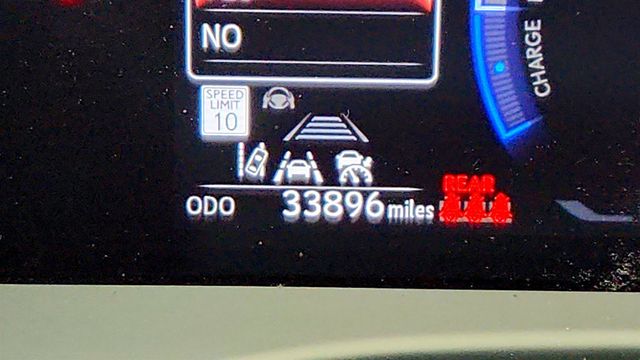 NO
CHARGE
SPEED
LIMIT
10
REAR
ODO 33896 miles